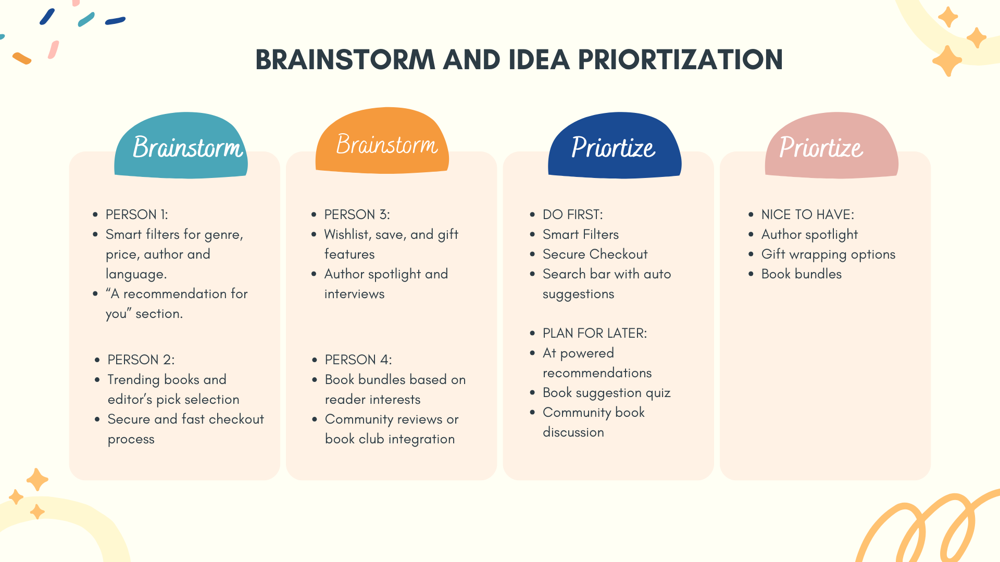 BRAINSTORM AND IDEA PRIORTIZATION
Brainstorm
• PERSON 1:
• Smart filters for genre,
price, author and
language.
• “A recommendation for
you” section.
• PERSON 2:
• Trending books and
editor’s pick selection
• Secure and fast checkout
process
Brainstorm
• PERSON 3:
• Wishlist, save, and gift
features
• Author spotlight and
interviews
• PERSON 4:
• Book bundles based on
reader interests
• Community reviews or
book club integration
Priortize
• DO FIRST:
• Smart Filters
• Secure Checkout
• Search bar with auto
suggestions
• PLAN FOR LATER:
• At powered
recommendations
• Book suggestion quiz
• Community book
discussion
Priortize
• NICE TO HAVE:
• Author spotlight
• Gift wrapping options
• Book bundles